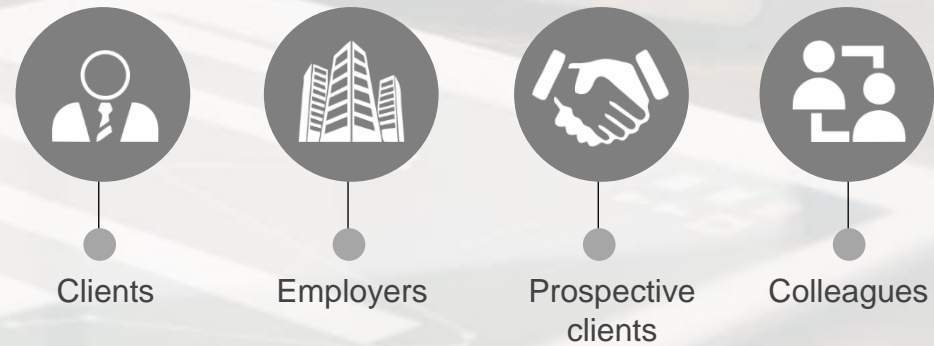 Clients
Employers
Prospective
clients
Colleagues